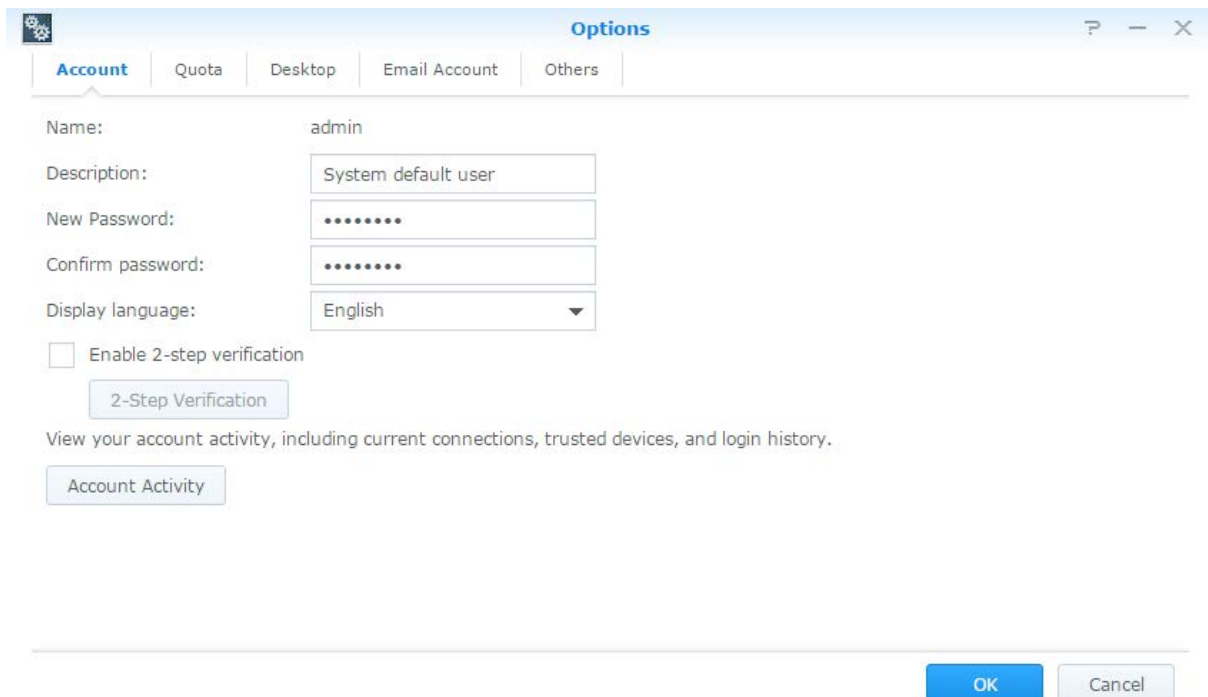 Options
Account Quota Desktop Email Account Others
Name: admin
Description: System default user
New Password: ••••••••
Confirm password: ••••••••
Display language: English
Enable 2-step verification
2-Step Verification
View your account activity, including current connections, trusted devices, and login history.
Account Activity
OK Cancel